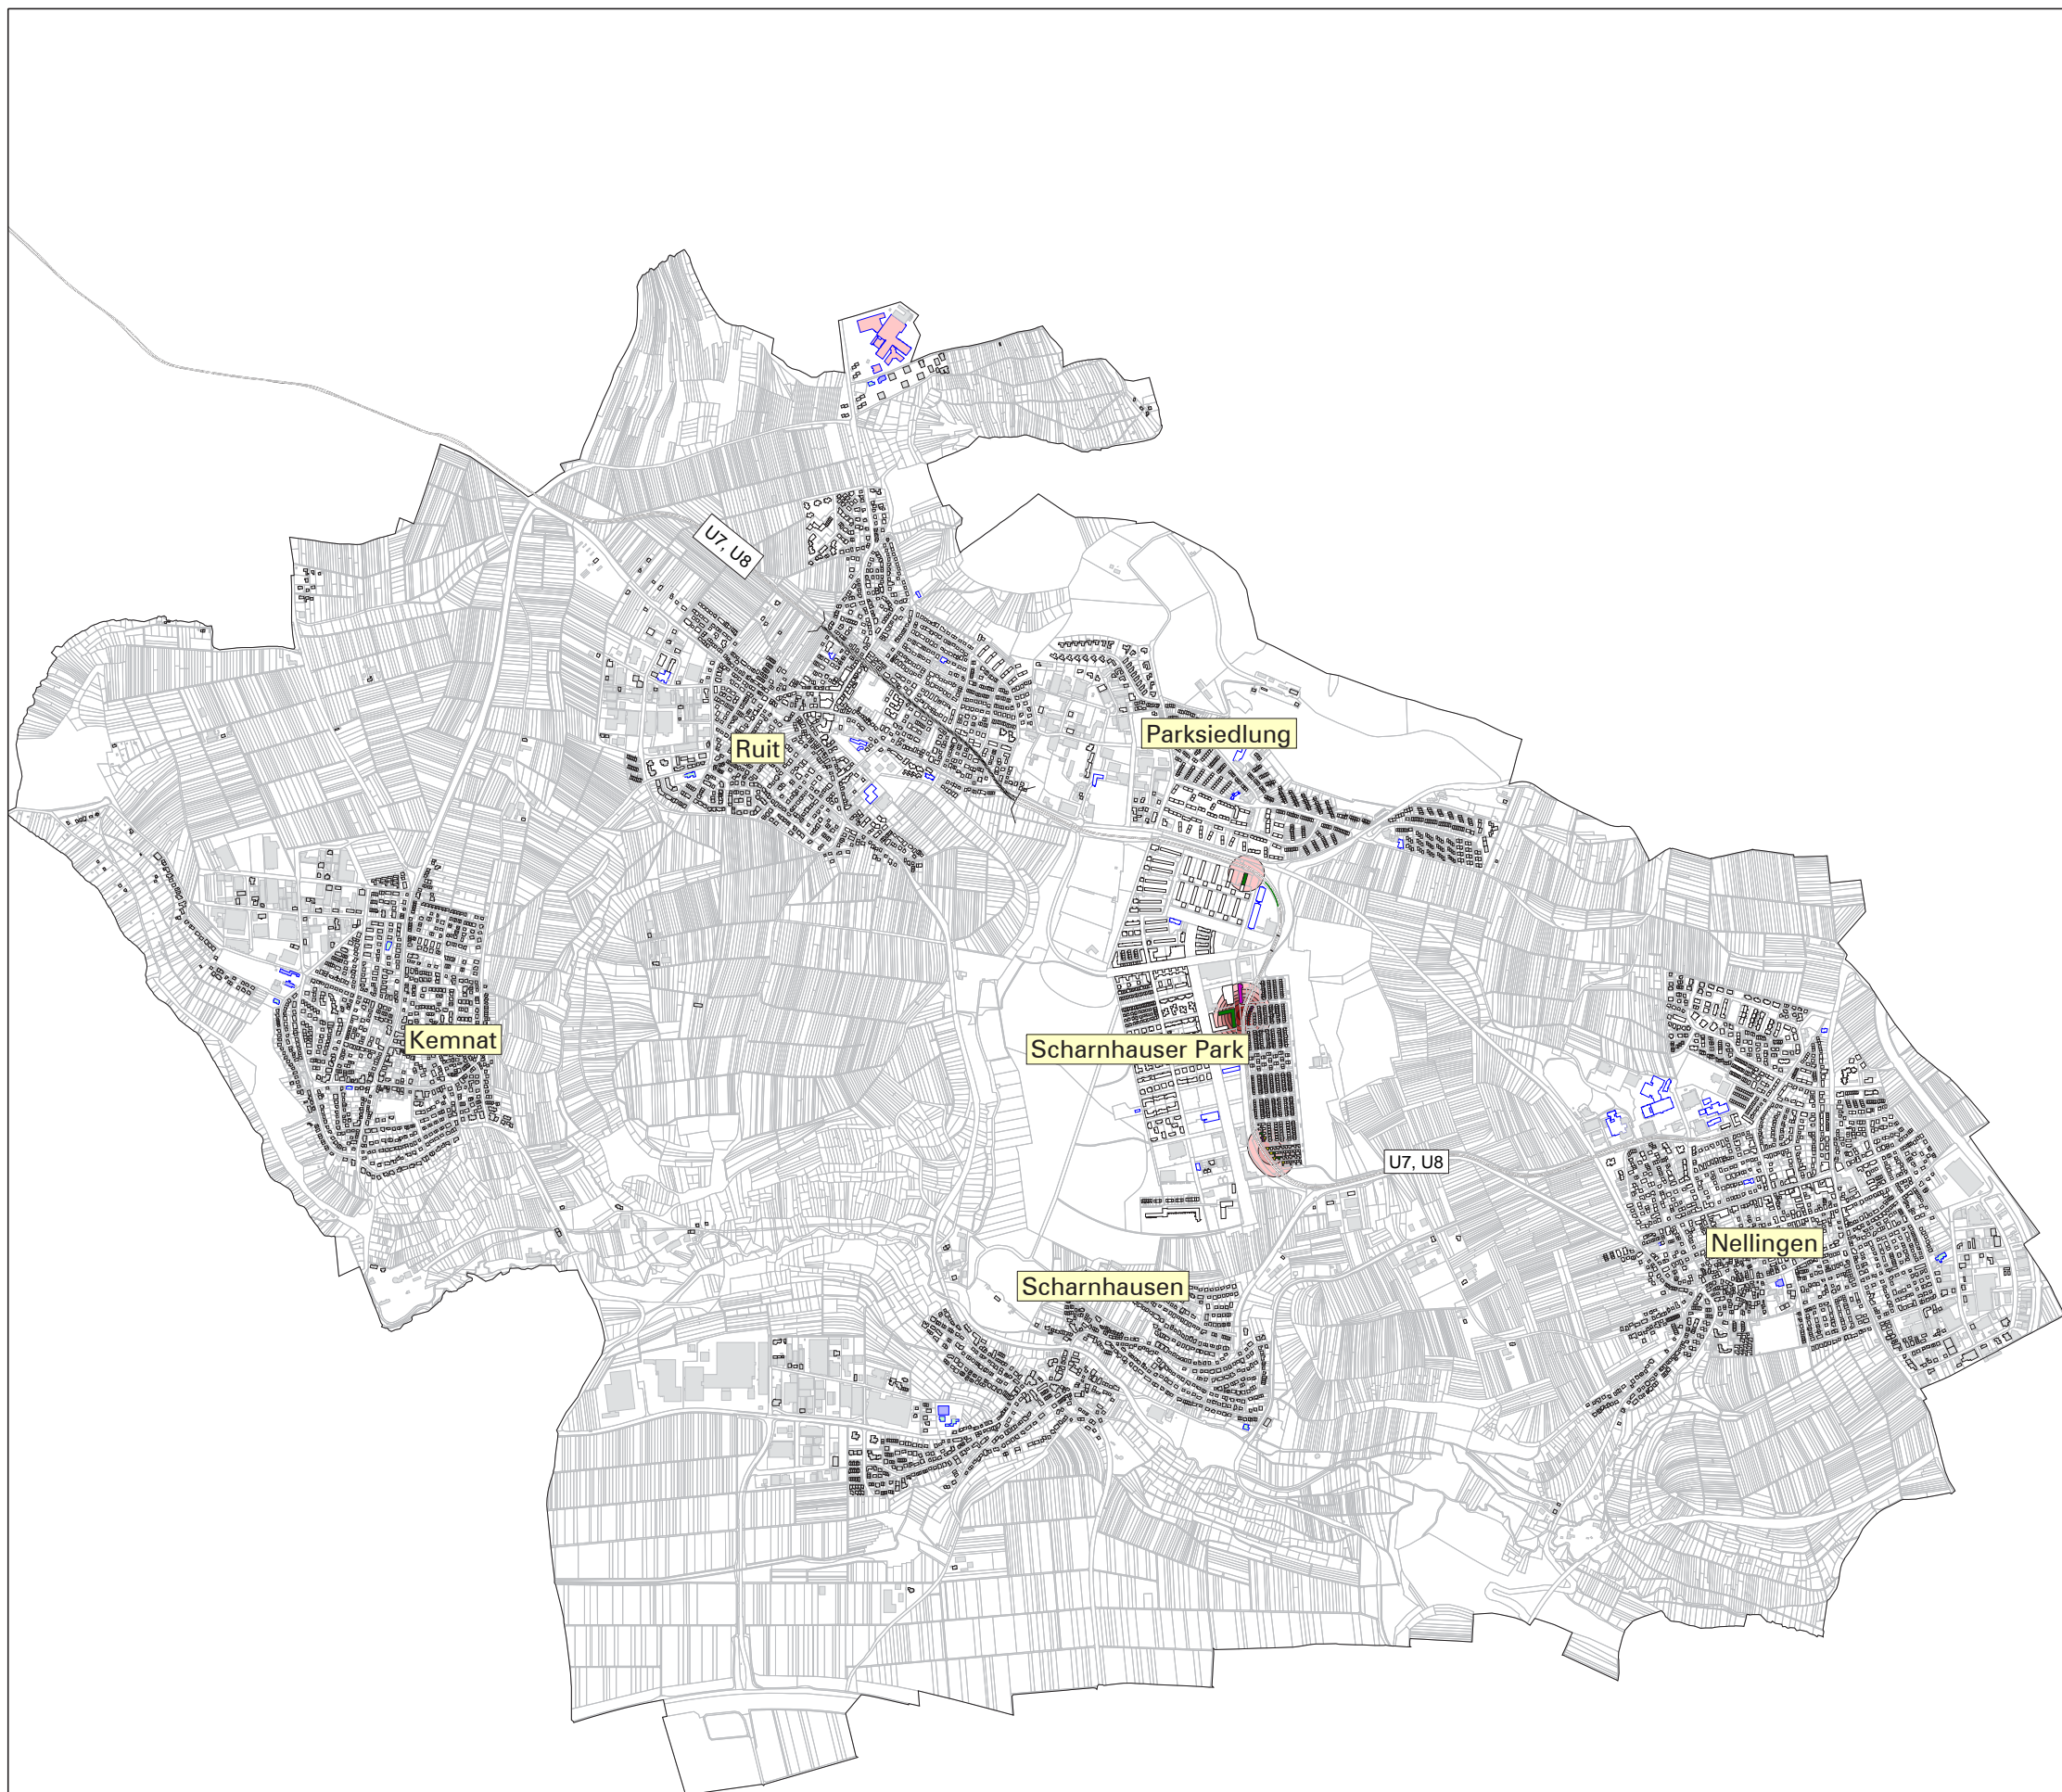 U7, U8
Parksiedlung
Ruit
Kemnat
Scharnhauser Park
U7, U8
Nellingen
Scharnhausen